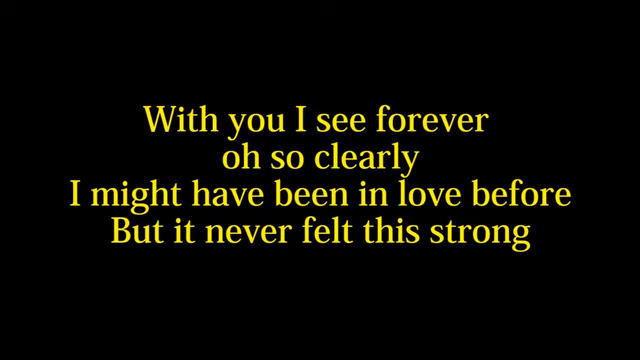 With you I see forever
oh so clearly
I might have been in love before
But it never felt this strong